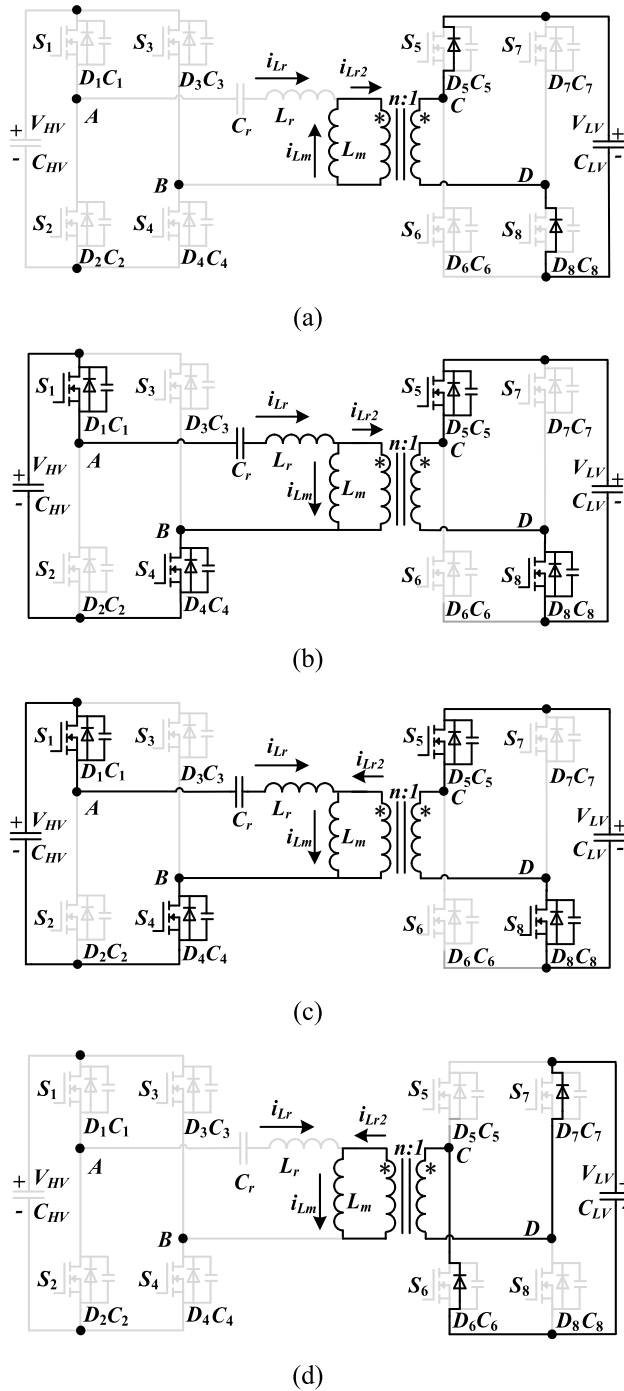 S1 S3 S5 S7
iLr iLr2 n:1
D1C1 D3C3 D5C5 D7C7
+ A * * C +
VHV Cr Lr VLV
- CHV iLm Lm - CLV
B D
S2 S4 S6 S8
D2C2 D4C4 D6C6 D8C8
(a)
S1 S3 S5 S7
iLr iLr2 n:1
D1C1 D3C3 D5C5 D7C7
+ A * * C
VHV Cr Lr VLV +
- CHV iLm Lm CLV -
B D
S2 S4 S6 S8
D2C2 D4C4 D6C6 D8C8
(b)
S1 S3 S5 S7
iLr iLr2 n:1
D1C1 D3C3 D5C5 D7C7
+ A * * C
VHV Cr Lr VLV +
- CHV iLm Lm CLV -
B D
S2 S4 S6 S8
D2C2 D4C4 D6C6 D8C8
(c)
S1 S3 S5 S7
iLr iLr2 n:1
D1C1 D3C3 D5C5 D7C7
+ A * * C
VHV Cr Lr VLV +
- CHV iLm Lm CLV -
B D
S2 S4 S6 S8
D2C2 D4C4 D6C6 D8C8
(d)